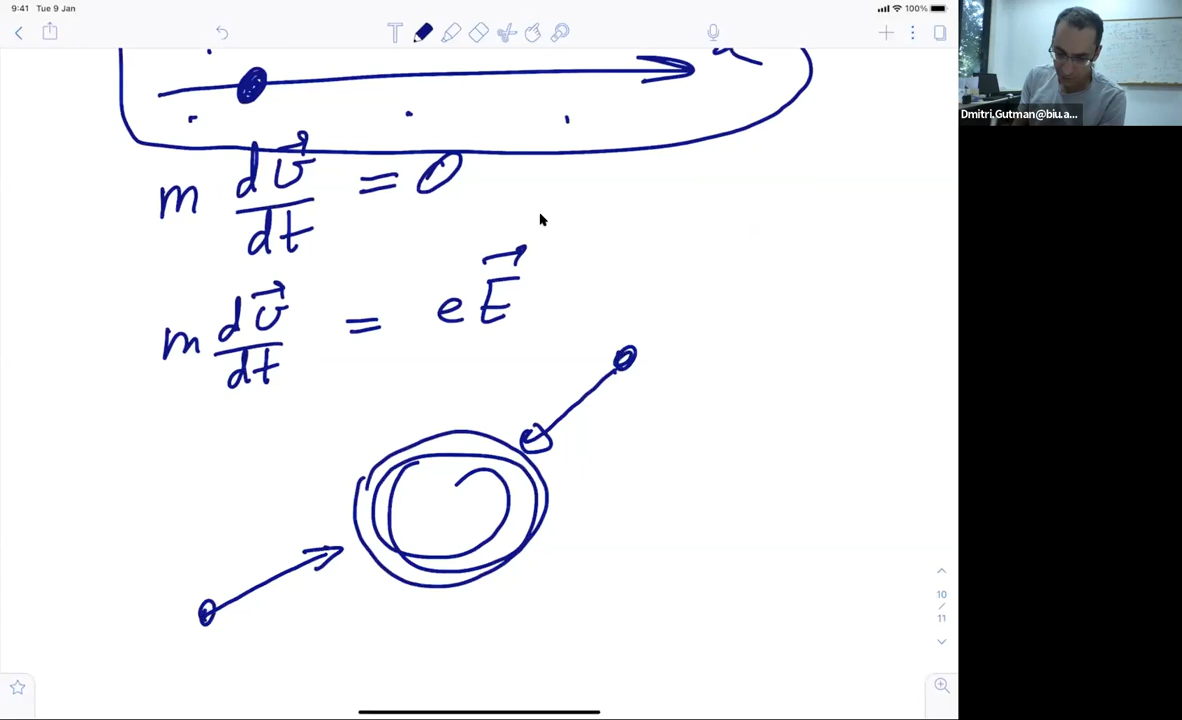 9:41 Tue 9 Jan
100%
T
Dmitri.Gutman@biu.a...
m dv⃗/dt = 0
m dv⃗/dt = eE⃗
10
/
11